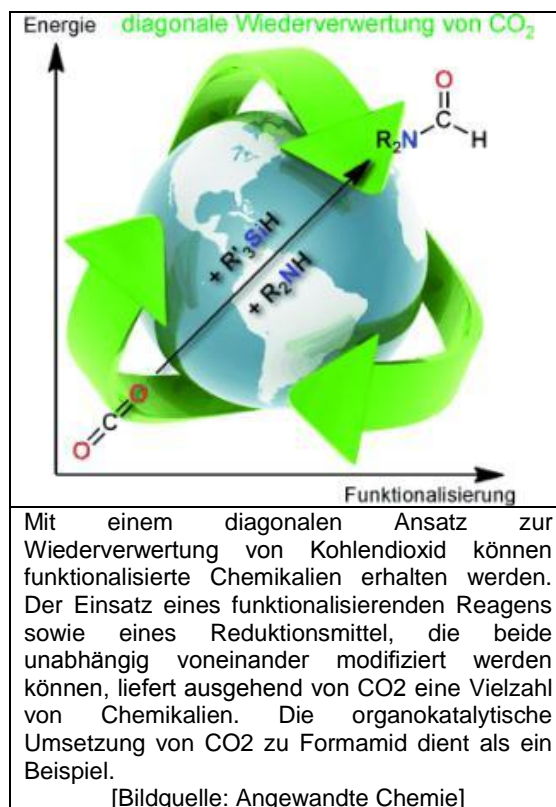 Energie diagonale Wiederverwertung von CO₂
O
C
R₂N H
+ R'₃SiH
+ R₂NH
O
C
O
Funktionalisierung
Mit einem diagonalen Ansatz zur
Wiederverwertung von Kohlendioxid können
funktionalisierte Chemikalien erhalten werden.
Der Einsatz eines funktionalisierenden Reagens
sowie eines Reduktionsmittel, die beide
unabhängig voneinander modifiziert werden
können, liefert ausgehend von CO2 eine Vielzahl
von Chemikalien. Die organokatalytische
Umsetzung von CO2 zu Formamid dient als ein
Beispiel.
[Bildquelle: Angewandte Chemie]